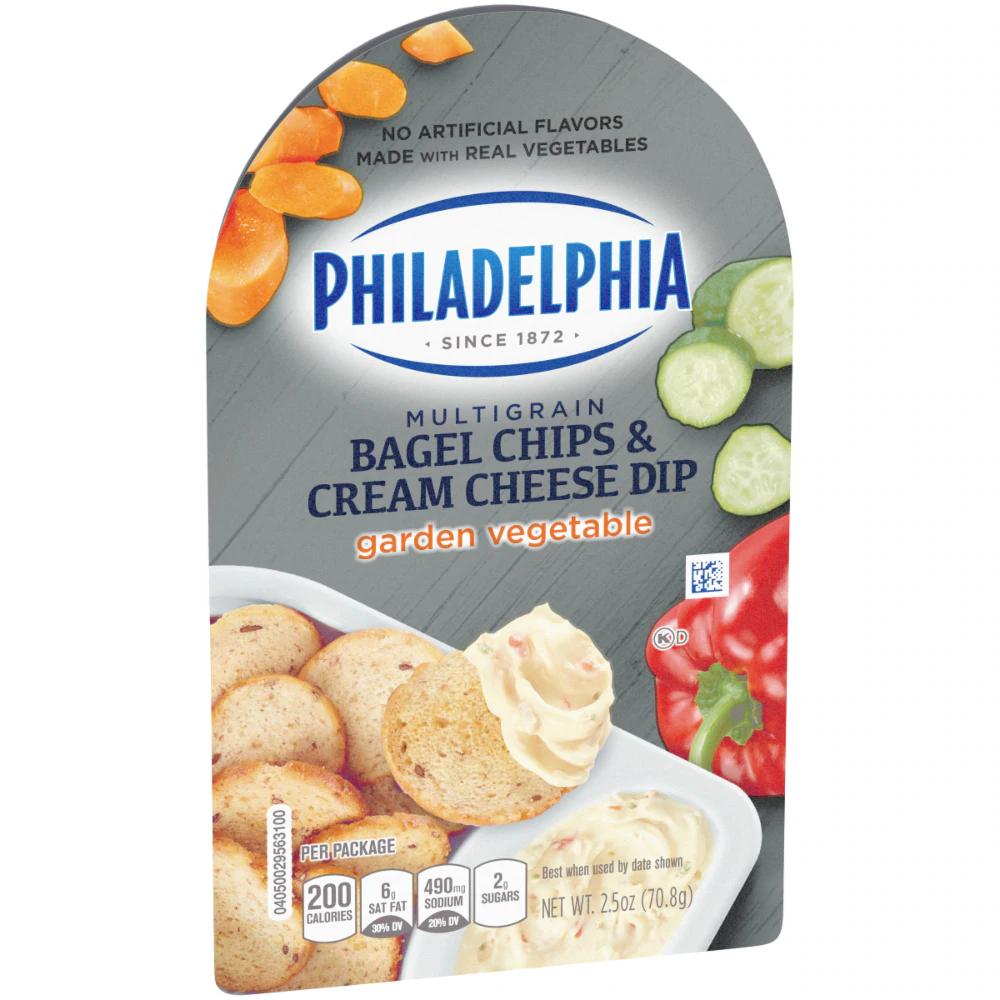 NO ARTIFICIAL FLAVORS
MADE WITH REAL VEGETABLES
PHILADELPHIA
SINCE 1872
MULTIGRAIN
BAGEL CHIPS &
CREAM CHEESE DIP
garden vegetable
K D
04050029563100
PER PACKAGE
200
CALORIES
6g
SAT FAT
30% DV
490mg
SODIUM
20% DV
2g
SUGARS
Best when used by date shown
NET WT. 2.5oz (70.8g)